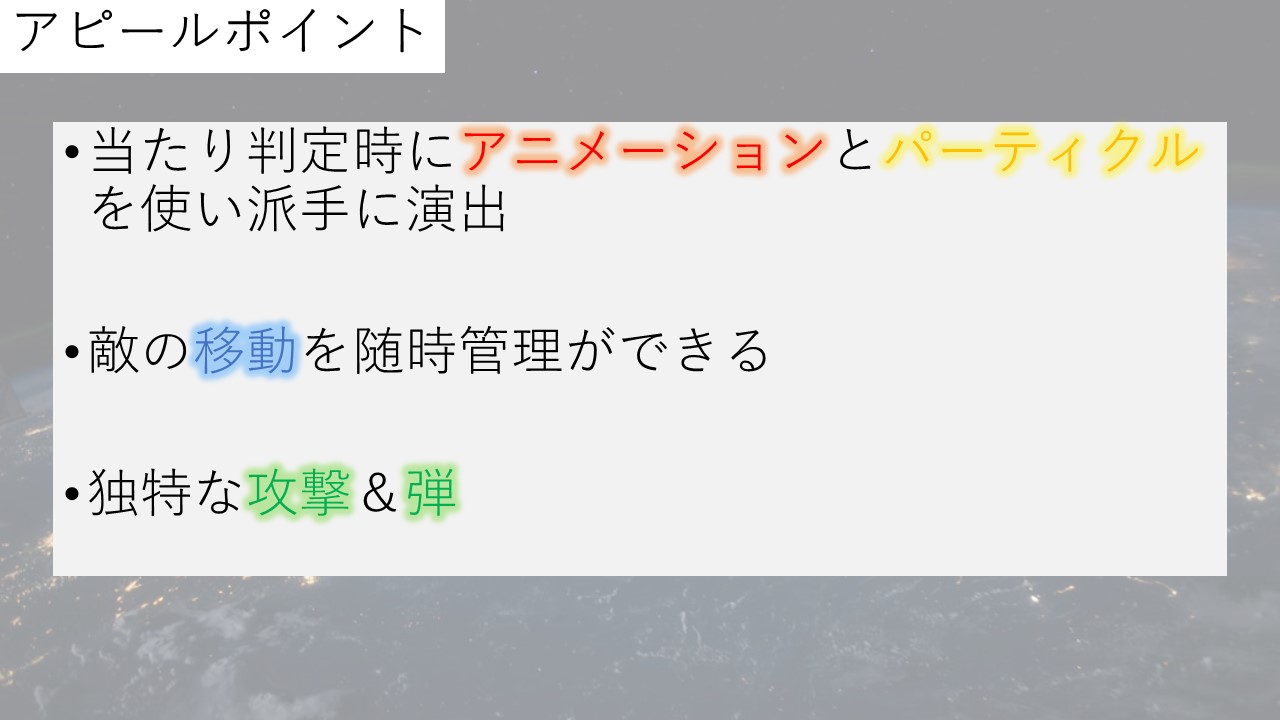 アピールポイント
•当たり判定時にアニメーションとパーティクル
を使い派手に演出
•敵の移動を随時管理ができる
•独特な攻撃＆弾